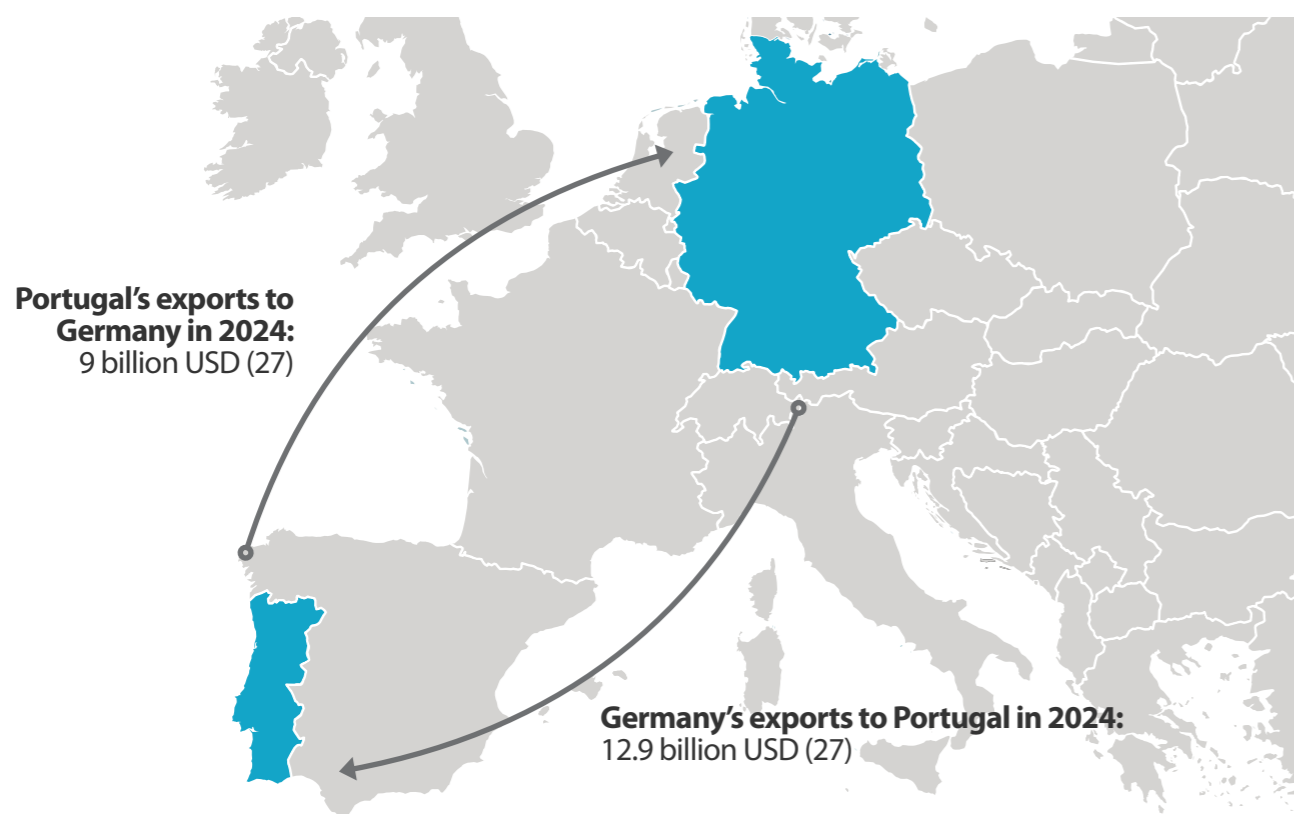 Portugal’s exports to
Germany in 2024:
9 billion USD (27)
Germany’s exports to Portugal in 2024:
12.9 billion USD (27)